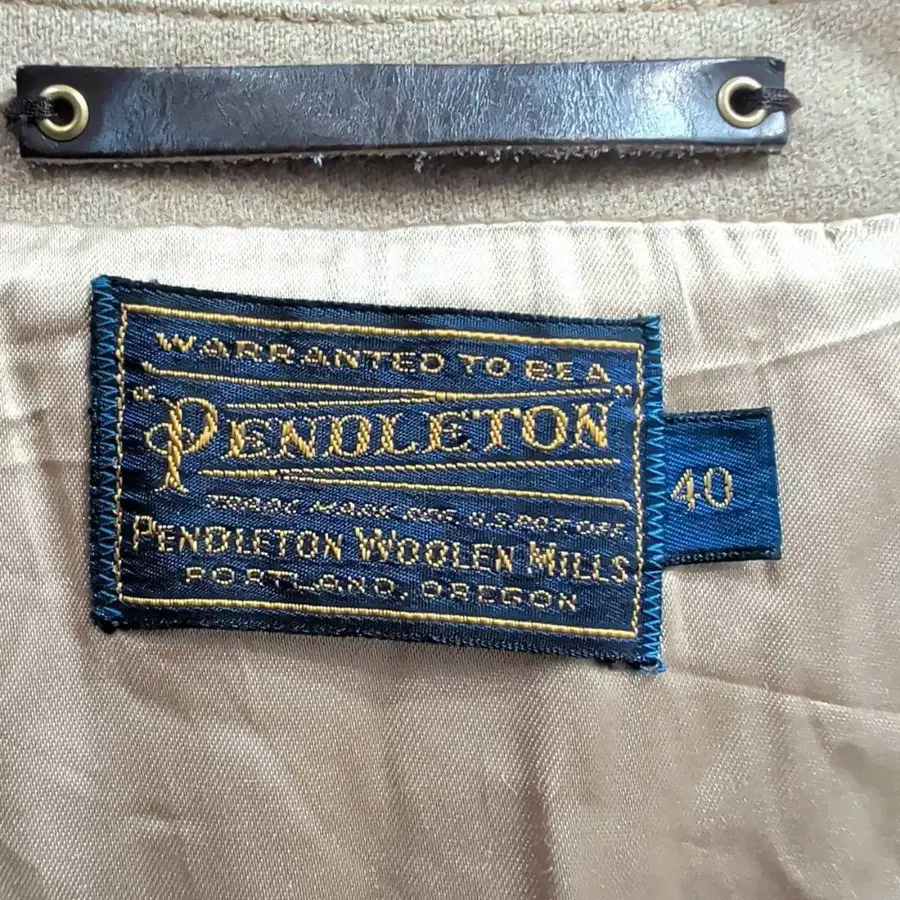 WARRANTED TO BE A
"PENDLETON"
TRADE MARK REG. U.S. PAT. OFF.
PENDLETON WOOLEN MILLS
PORTLAND, OREGON
40